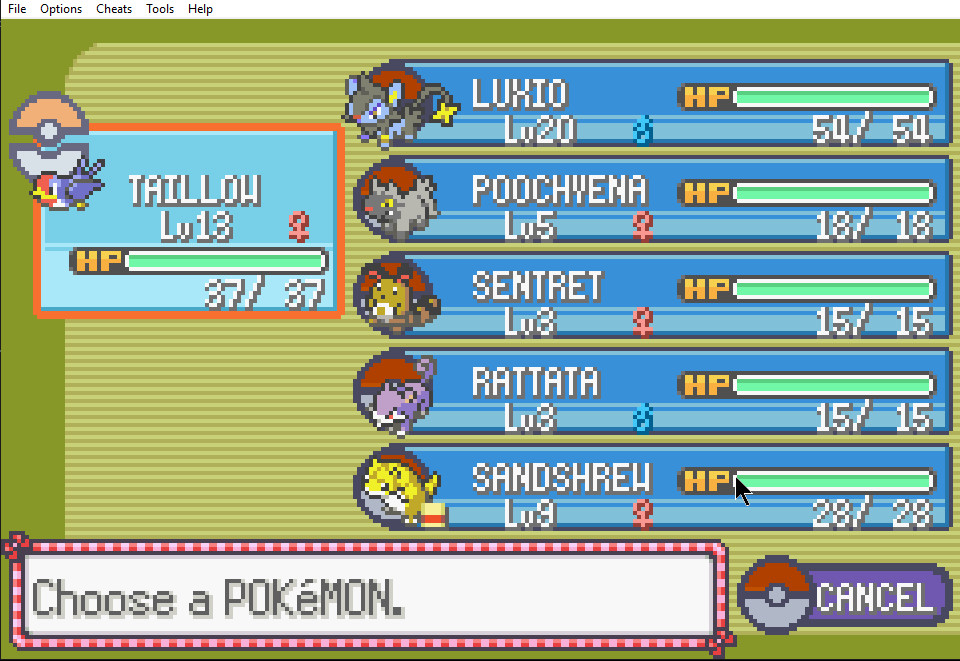 File Options Cheats Tools Help
TAILLOW
Lv13 ♀
HP
37/ 37
LUXIO HP
Lv20 ♂ 54/ 54
POOCHYENA HP
Lv5 ♀ 18/ 18
SENTRET HP
Lv3 ♀ 15/ 15
RATTATA HP
Lv3 ♂ 15/ 15
SANDSHREW HP
Lv9 ♀ 28/ 28
Choose a POKéMON.
CANCEL